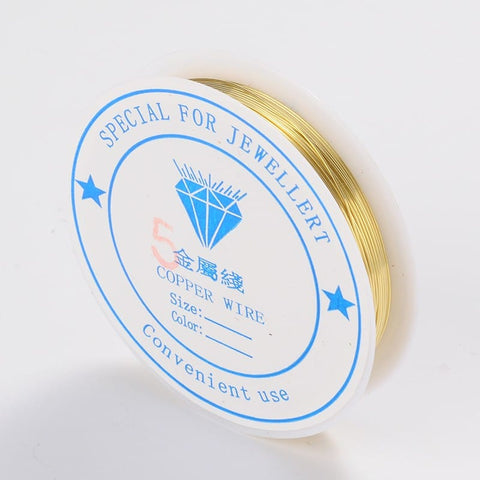 SPECIAL FOR JEWELLERT
5
金屬綫
COPPER WIRE
Size:
Color:
Convenient use